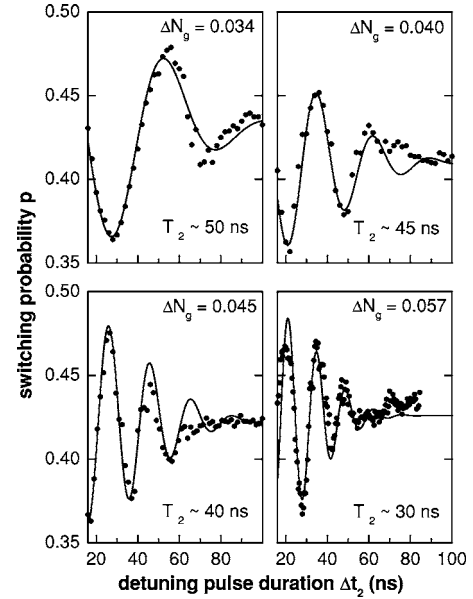 0.50
ΔN_g = 0.034
ΔN_g = 0.040
0.45
0.40
T_2 ~ 50 ns
T_2 ~ 45 ns
0.35
switching probability p
0.50
ΔN_g = 0.045
ΔN_g = 0.057
0.45
0.40
T_2 ~ 40 ns
T_2 ~ 30 ns
0.35
20 40 60 80 20 40 60 80 100
detuning pulse duration Δt_2 (ns)